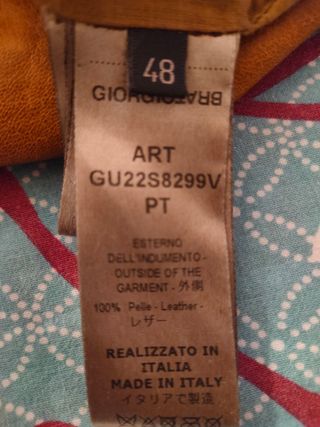 48
GIORGIO
BRATO
ART
GU22S8299V
PT
ESTERNO
DELL'INDUMENTO -
OUTSIDE OF THE
GARMENT - 外側
100% Pelle - Leather -
レザー
REALIZZATO IN
ITALIA
MADE IN ITALY
イタリアで製造